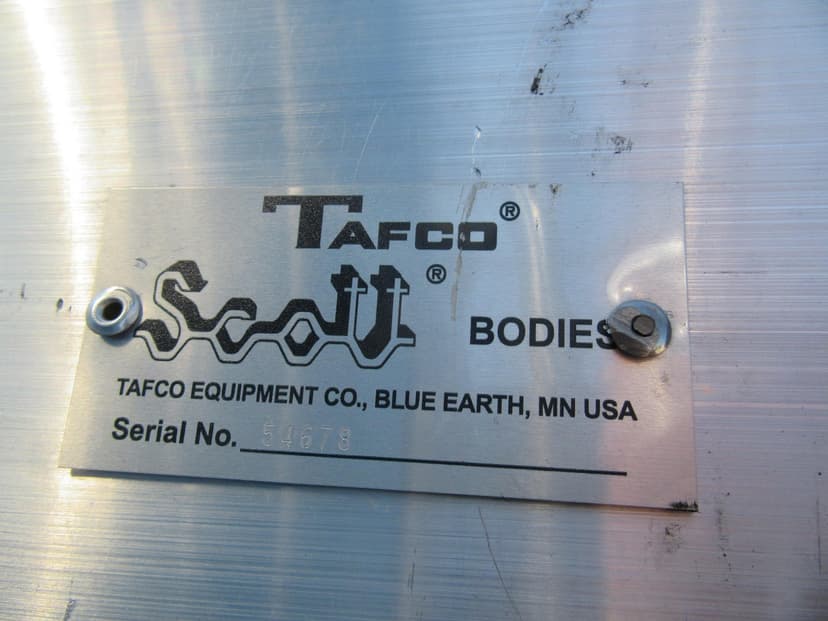 TAFCO®
Scott® BODIES
TAFCO EQUIPMENT CO., BLUE EARTH, MN USA
Serial No. 54678